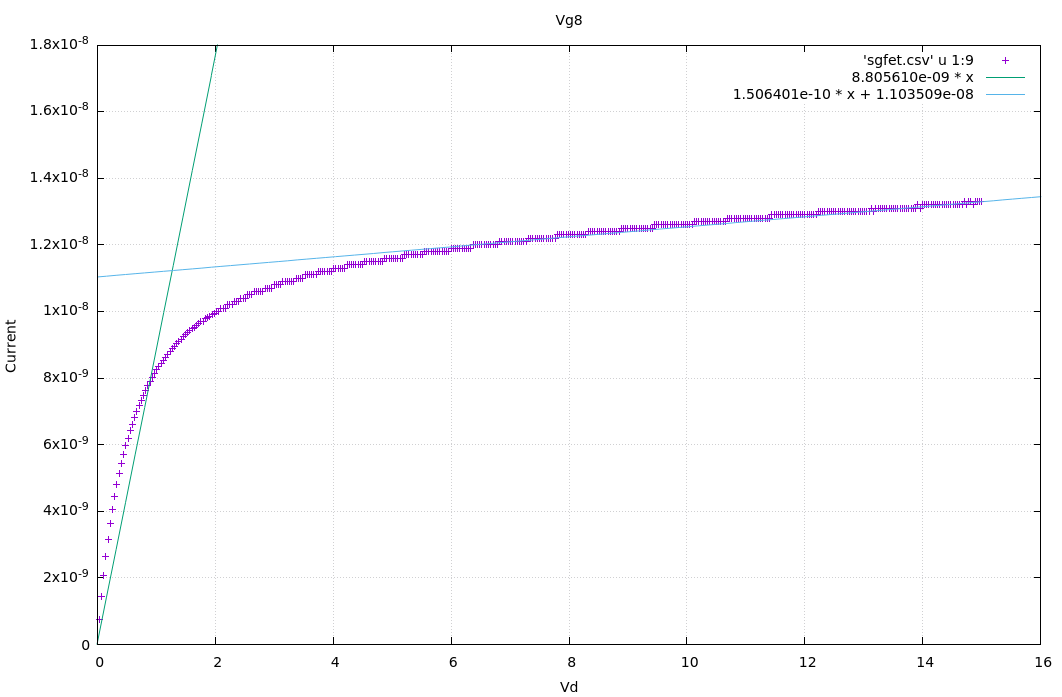 Vg8
1.8x10⁻⁸
1.6x10⁻⁸
1.4x10⁻⁸
1.2x10⁻⁸
1x10⁻⁸
8x10⁻⁹
6x10⁻⁹
4x10⁻⁹
2x10⁻⁹
0
Current
'sgfet.csv' u 1:9
8.805610e-09 * x
1.506401e-10 * x + 1.103509e-08
0 2 4 6 8 10 12 14 16
Vd